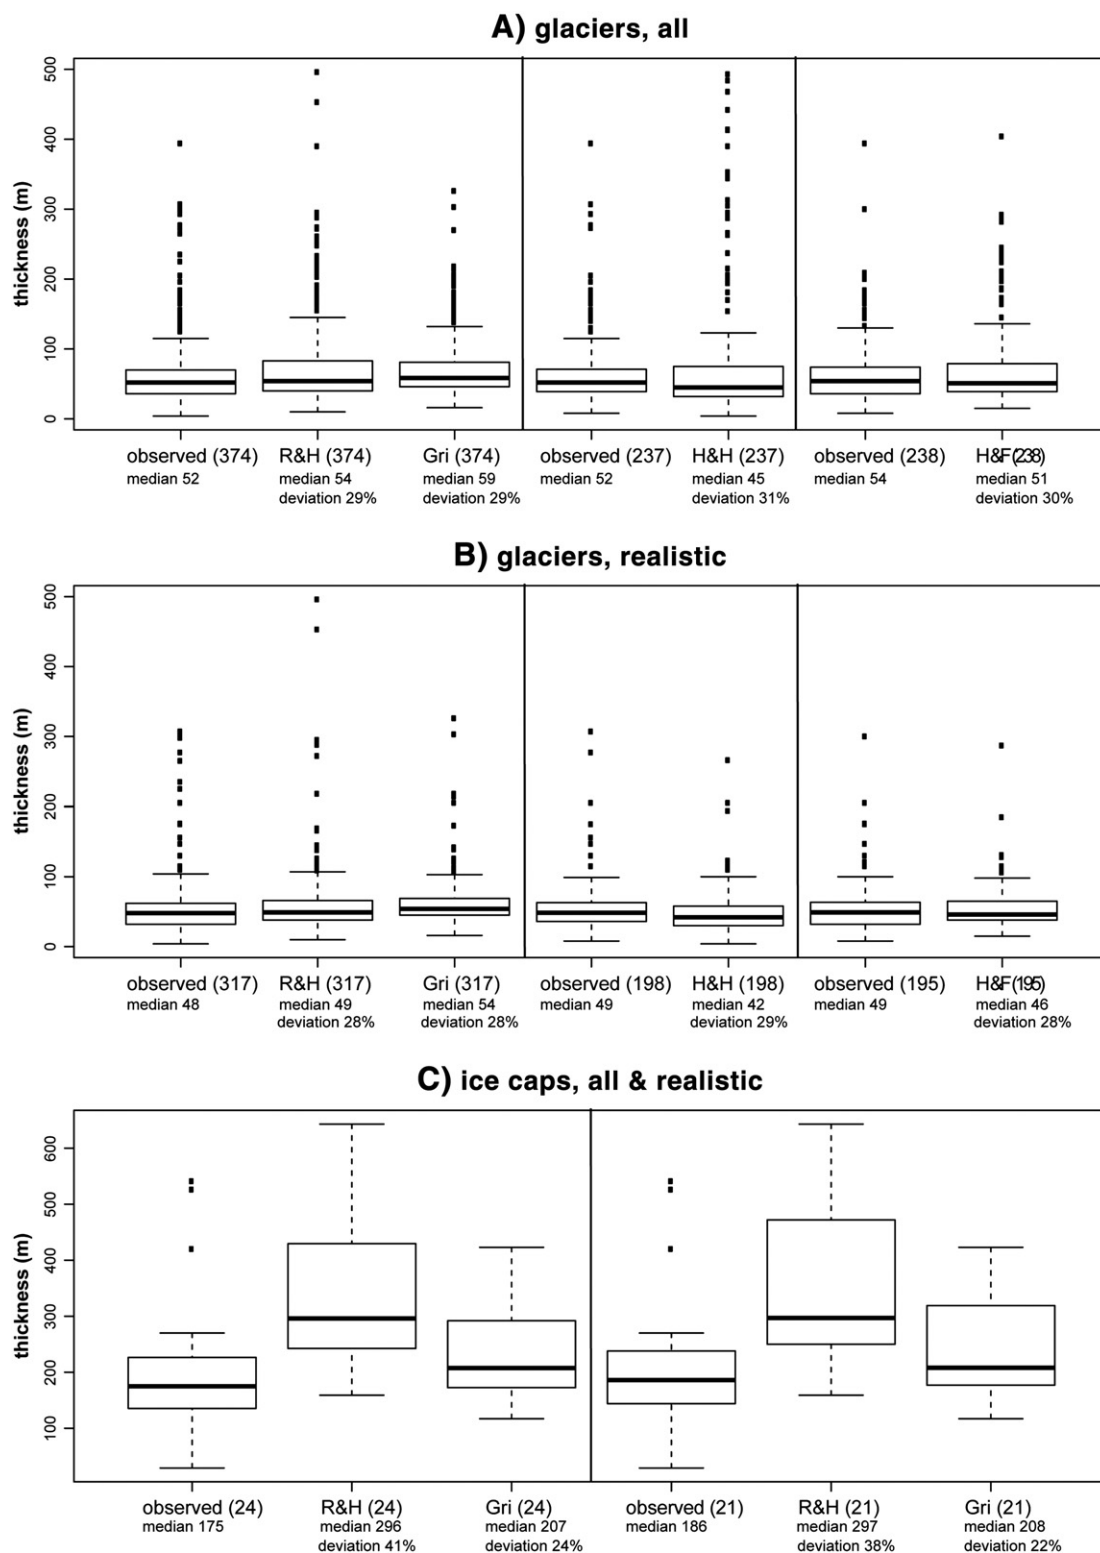 A) glaciers, all
thickness (m)
500
400
300
200
100
0
observed (374) R&H (374) Gri (374) observed (237) H&H (237) observed (238) H&F(238)
median 52 median 54 median 59 median 52 median 45 median 54 median 51
deviation 29% deviation 29% deviation 31% deviation 30%
B) glaciers, realistic
thickness (m)
500
400
300
200
100
0
observed (317) R&H (317) Gri (317) observed (198) H&H (198) observed (195) H&F(195)
median 48 median 49 median 54 median 49 median 42 median 49 median 46
deviation 28% deviation 28% deviation 29% deviation 28%
C) ice caps, all & realistic
thickness (m)
600
500
400
300
200
100
observed (24) R&H (24) Gri (24) observed (21) R&H (21) Gri (21)
median 175 median 296 median 207 median 186 median 297 median 208
deviation 41% deviation 24% deviation 38% deviation 22%